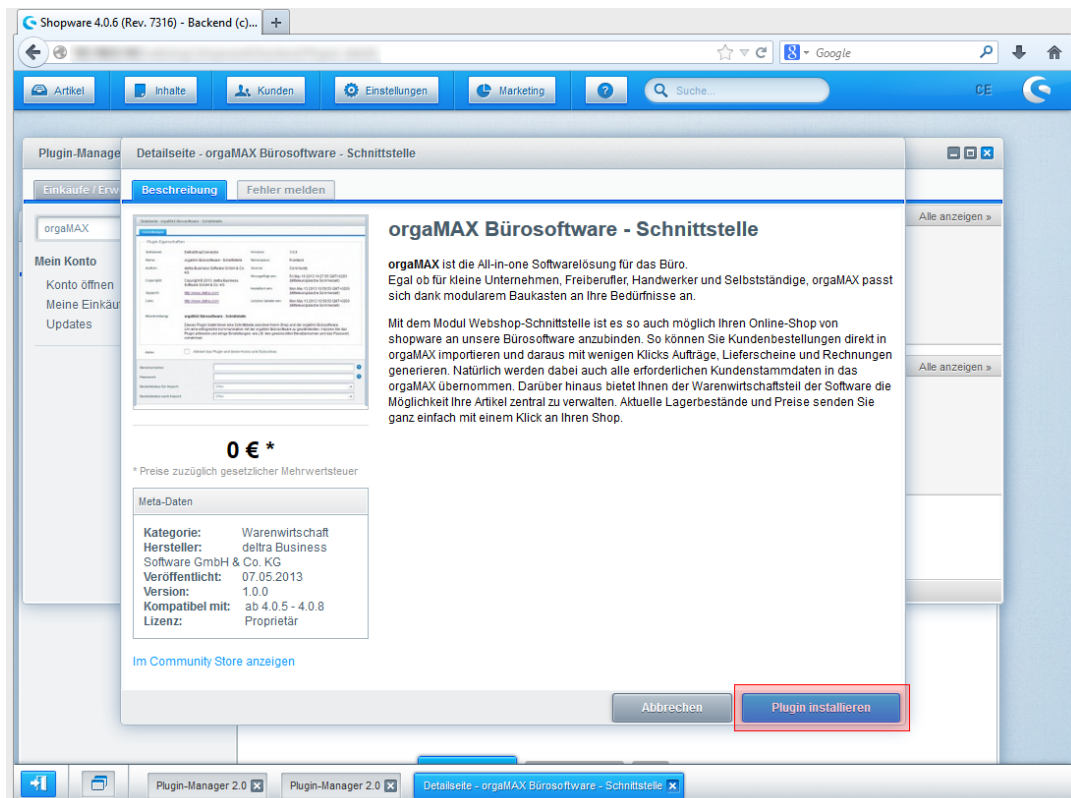 Shopware 4.0.6 (Rev. 7316) - Backend (c)...
Google
Artikel
Inhalte
Kunden
Einstellungen
Marketing
Suche...
CE
Plugin-Manage
Detailseite - orgaMAX Bürosoftware - Schnittstelle
Einkäufe / Erw
Beschreibung
Fehler melden
Alle anzeigen »
orgaMAX
Mein Konto
Konto öffnen
Meine Einkäu
Updates
Alle anzeigen »
orgaMAX Bürosoftware - Schnittstelle
orgaMAX ist die All-in-one Softwarelösung für das Büro.
Egal ob für kleine Unternehmen, Freiberufler, Handwerker und Selbstständige, orgaMAX passt
sich dank modularem Baukasten an Ihre Bedürfnisse an.
Mit dem Modul Webshop-Schnittstelle ist es so auch möglich Ihren Online-Shop von
shopware an unsere Bürosoftware anzubinden. So können Sie Kundenbestellungen direkt in
orgaMAX importieren und daraus mit wenigen Klicks Aufträge, Lieferscheine und Rechnungen
generieren. Natürlich werden dabei auch alle erforderlichen Kundenstammdaten in das
orgaMAX übernommen. Darüber hinaus bietet Ihnen der Warenwirtschaftsteil der Software die
Möglichkeit Ihre Artikel zentral zu verwalten. Aktuelle Lagerbestände und Preise senden Sie
ganz einfach mit einem Klick an Ihren Shop.
0 € *
* Preise zuzüglich gesetzlicher Mehrwertsteuer
Meta-Daten
Kategorie: Warenwirtschaft
Hersteller: deltra Business
Software GmbH & Co. KG
Veröffentlicht: 07.05.2013
Version: 1.0.0
Kompatibel mit: ab 4.0.5 - 4.0.8
Lizenz: Proprietär
Im Community Store anzeigen
Abbrechen
Plugin installieren
Plugin-Manager 2.0
Plugin-Manager 2.0
Detailseite - orgaMAX Bürosoftware - Schnittstelle